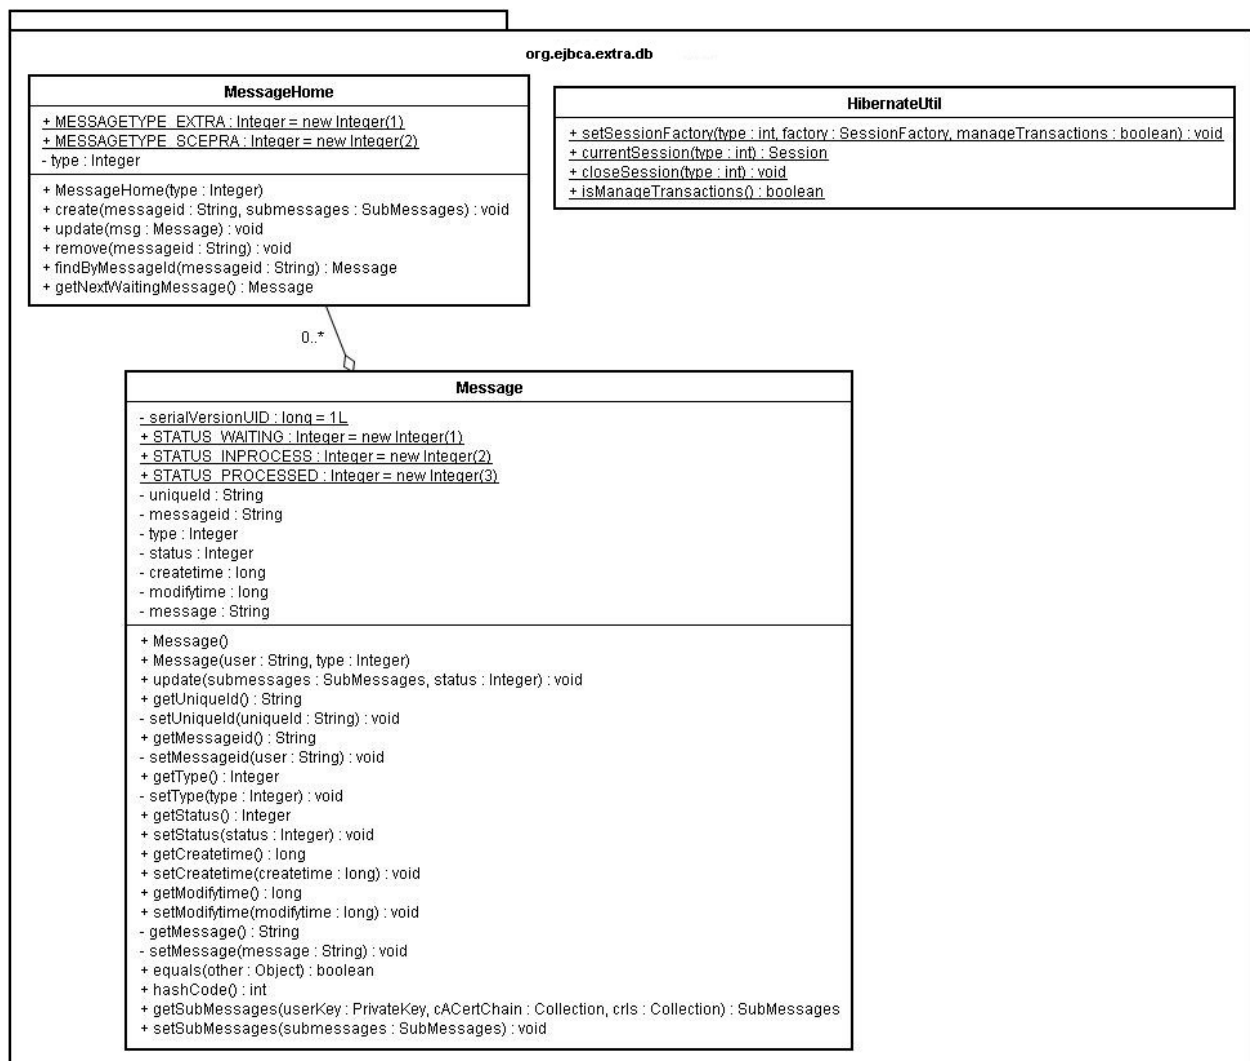 org.ejbca.extra.db
MessageHome
+ MESSAGETYPE_EXTRA : Integer = new Integer(1)
+ MESSAGETYPE_SCEPRA : Integer = new Integer(2)
- type : Integer
+ MessageHome(type : Integer)
+ create(messageid : String, submessages : SubMessages) : void
+ update(msg : Message) : void
+ remove(messageid : String) : void
+ findByMessageId(messageid : String) : Message
+ getNextWaitingMessage() : Message
HibernateUtil
+ setSessionFactory(type : int, factory : SessionFactory, manageTransactions : boolean) : void
+ currentSession(type : int) : Session
+ closeSession(type : int) : void
+ isManageTransactions() : boolean
0..*
Message
- serialVersionUID : long = 1L
+ STATUS_WAITING : Integer = new Integer(1)
+ STATUS_INPROCESS : Integer = new Integer(2)
+ STATUS_PROCESSED : Integer = new Integer(3)
- uniqueId : String
- messageid : String
- type : Integer
- status : Integer
- createtime : long
- modifytime : long
- message : String
+ Message()
+ Message(user : String, type : Integer)
+ update(submessages : SubMessages, status : Integer) : void
+ getUniqueId() : String
- setUniqueId(uniqueId : String) : void
+ getMessageid() : String
- setMessageid(user : String) : void
+ getType() : Integer
- setType(type : Integer) : void
+ getStatus() : Integer
+ setStatus(status : Integer) : void
+ getCreatetime() : long
+ setCreatetime(createtime : long) : void
+ getModifytime() : long
+ setModifytime(modifytime : long) : void
- getMessage() : String
- setMessage(message : String) : void
+ equals(other : Object) : boolean
+ hashCode() : int
+ getSubMessages(userKey : PrivateKey, cACertChain : Collection, crls : Collection) : SubMessages
+ setSubMessages(submessages : SubMessages) : void